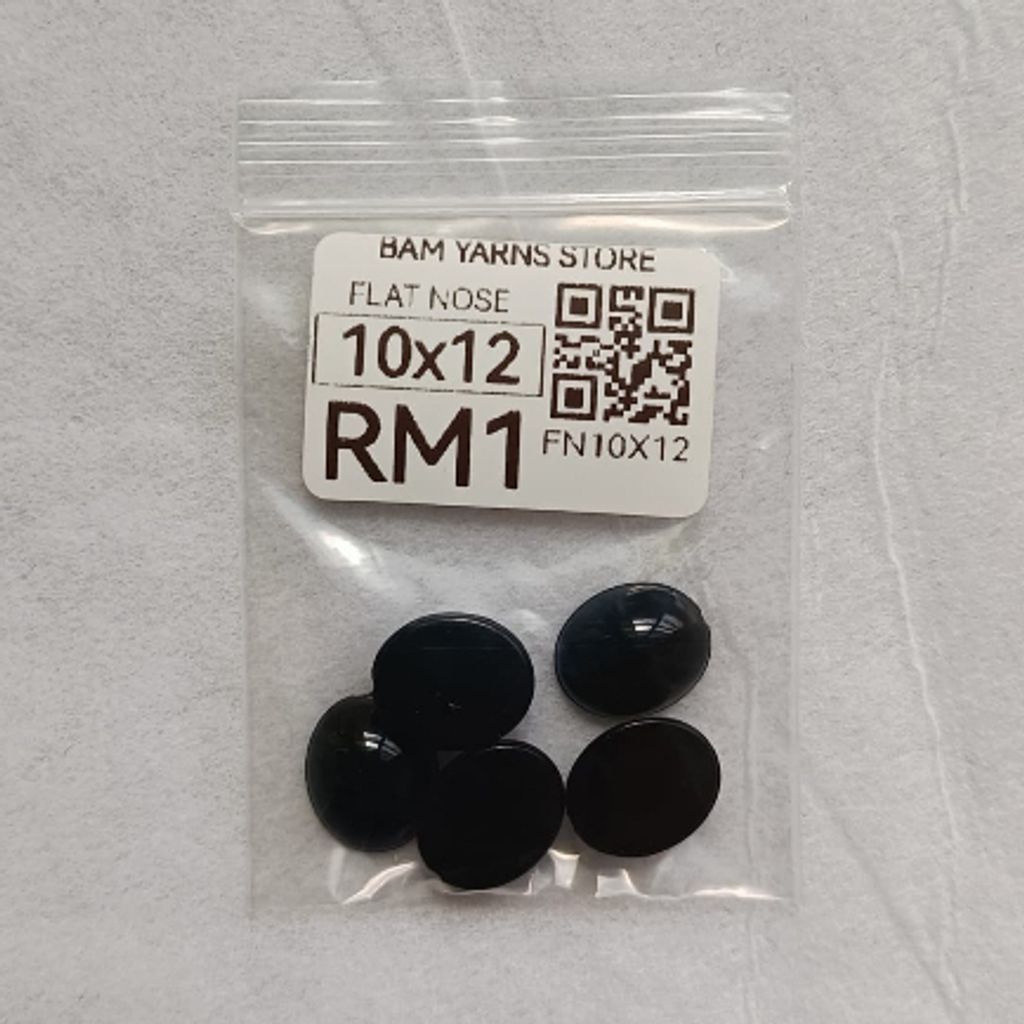 BAM YARNS STORE
FLAT NOSE
10x12
RM1
FN10X12